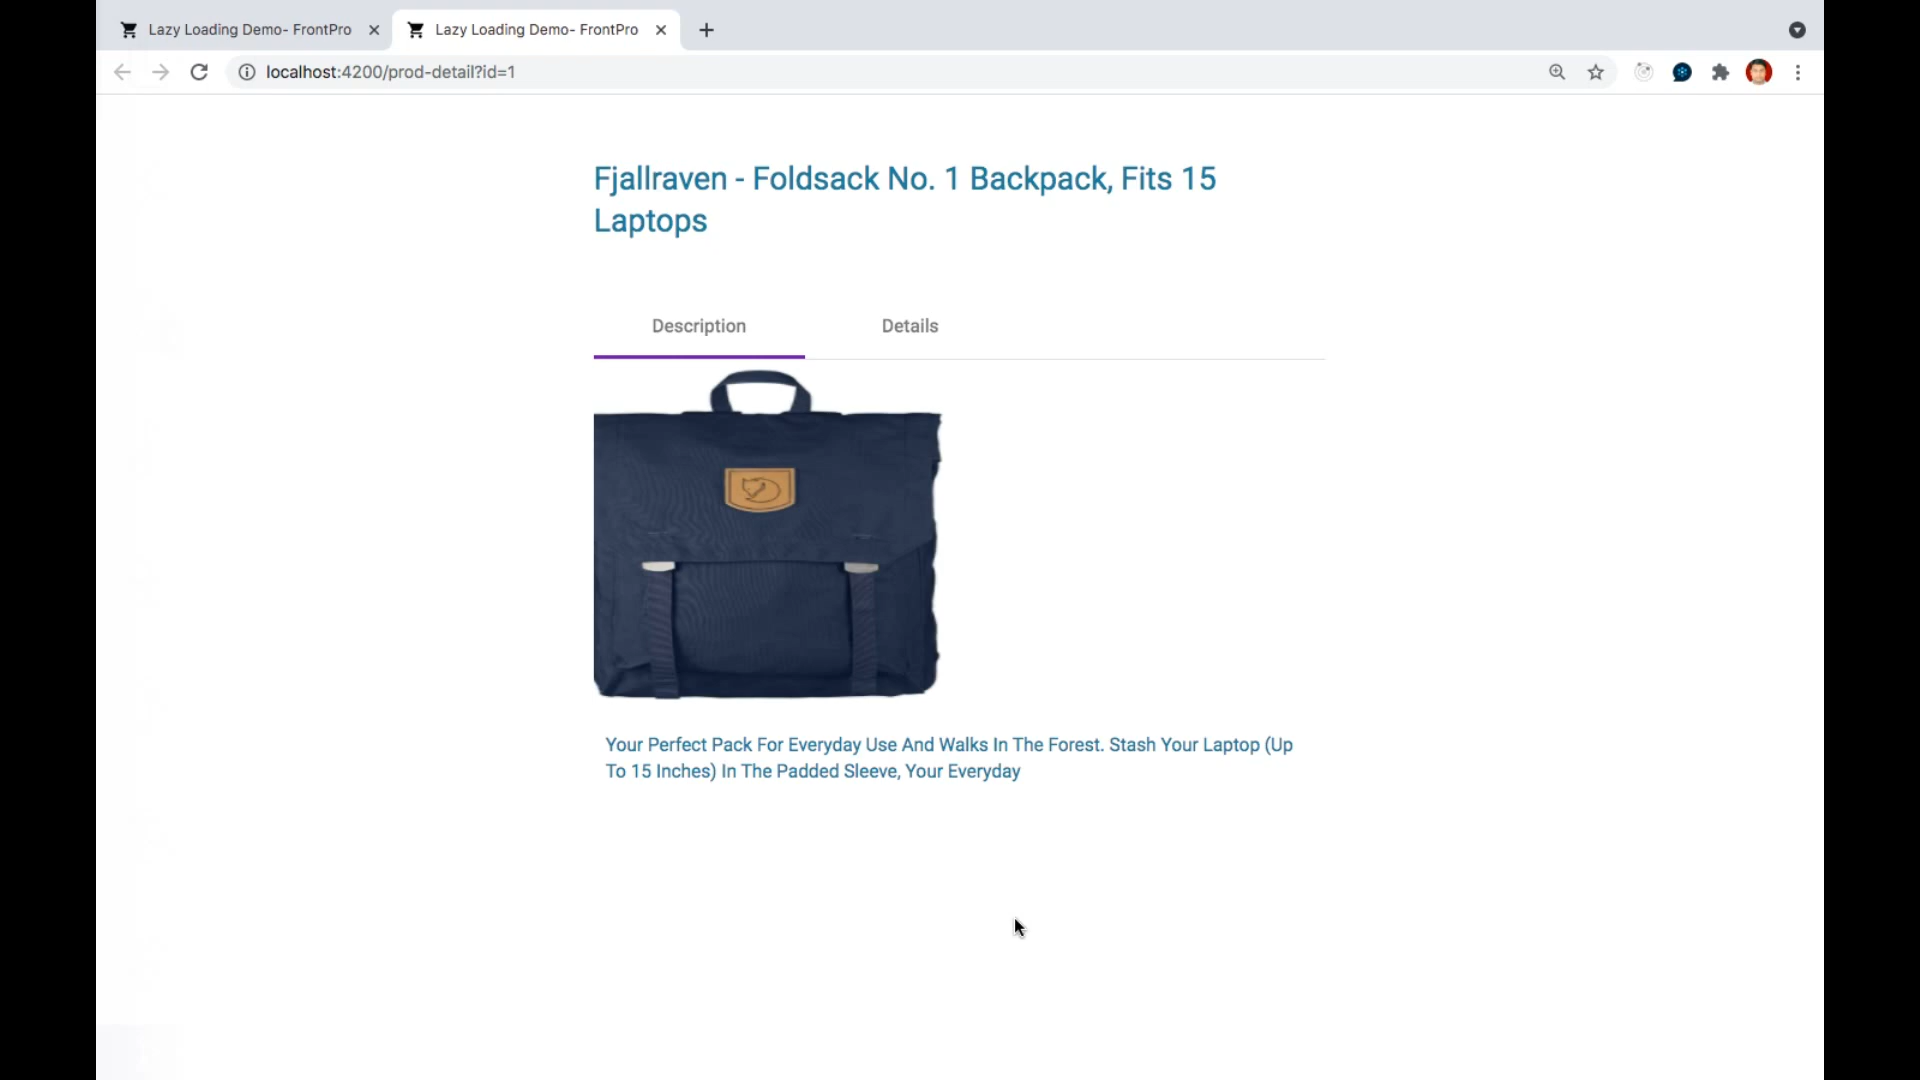 Lazy Loading Demo- FrontPro
Lazy Loading Demo- FrontPro
localhost:4200/prod-detail?id=1
Fjallraven - Foldsack No. 1 Backpack, Fits 15
Laptops
Description
Details
Your Perfect Pack For Everyday Use And Walks In The Forest. Stash Your Laptop (Up
To 15 Inches) In The Padded Sleeve, Your Everyday